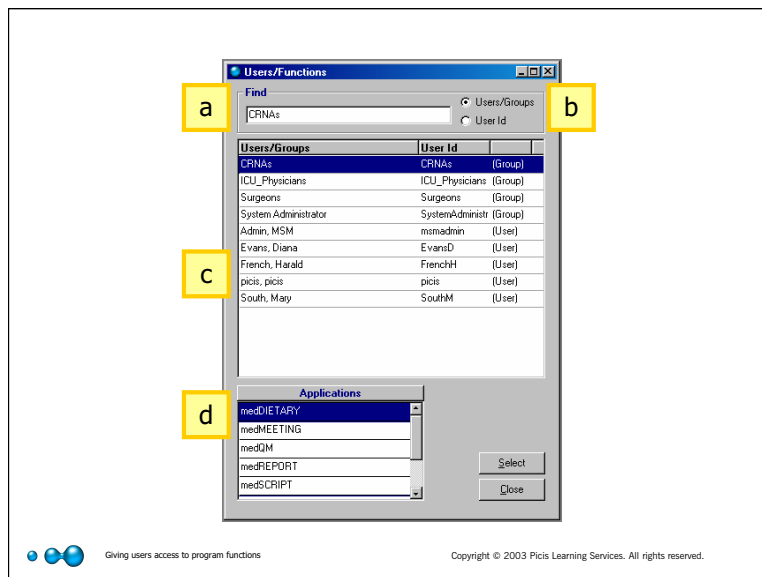 Users/Functions
Find
a
CRNAs
Users/Groups
User Id
b
Users/Groups User Id
CRNAs CRNAs (Group)
ICU_Physicians ICU_Physicians (Group)
Surgeons Surgeons (Group)
System Administrator SystemAdministr (Group)
Admin, MSM msmadmin (User)
Evans, Diana EvansD (User)
c
French, Harald FrenchH (User)
picis, picis picis (User)
South, Mary SouthM (User)
Applications
d
medDIETARY
medMEETING
medQM
medREPORT
medSCRIPT
Select
Close
Giving users access to program functions
Copyright © 2003 Picis Learning Services. All rights reserved.